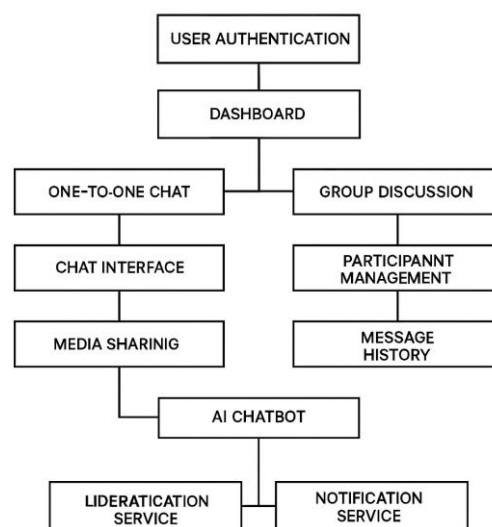 USER AUTHENTICATION
DASHBOARD
ONE-TO-ONE CHAT
GROUP DISCUSSION
CHAT INTERFACE
PARTICIPANNT
MANAGEMENT
MEDIA SHARINIG
MESSAGE
HISTORY
AI CHATBOT
LIDERATICATION
SERVICE
NOTIFICATION
SERVICE